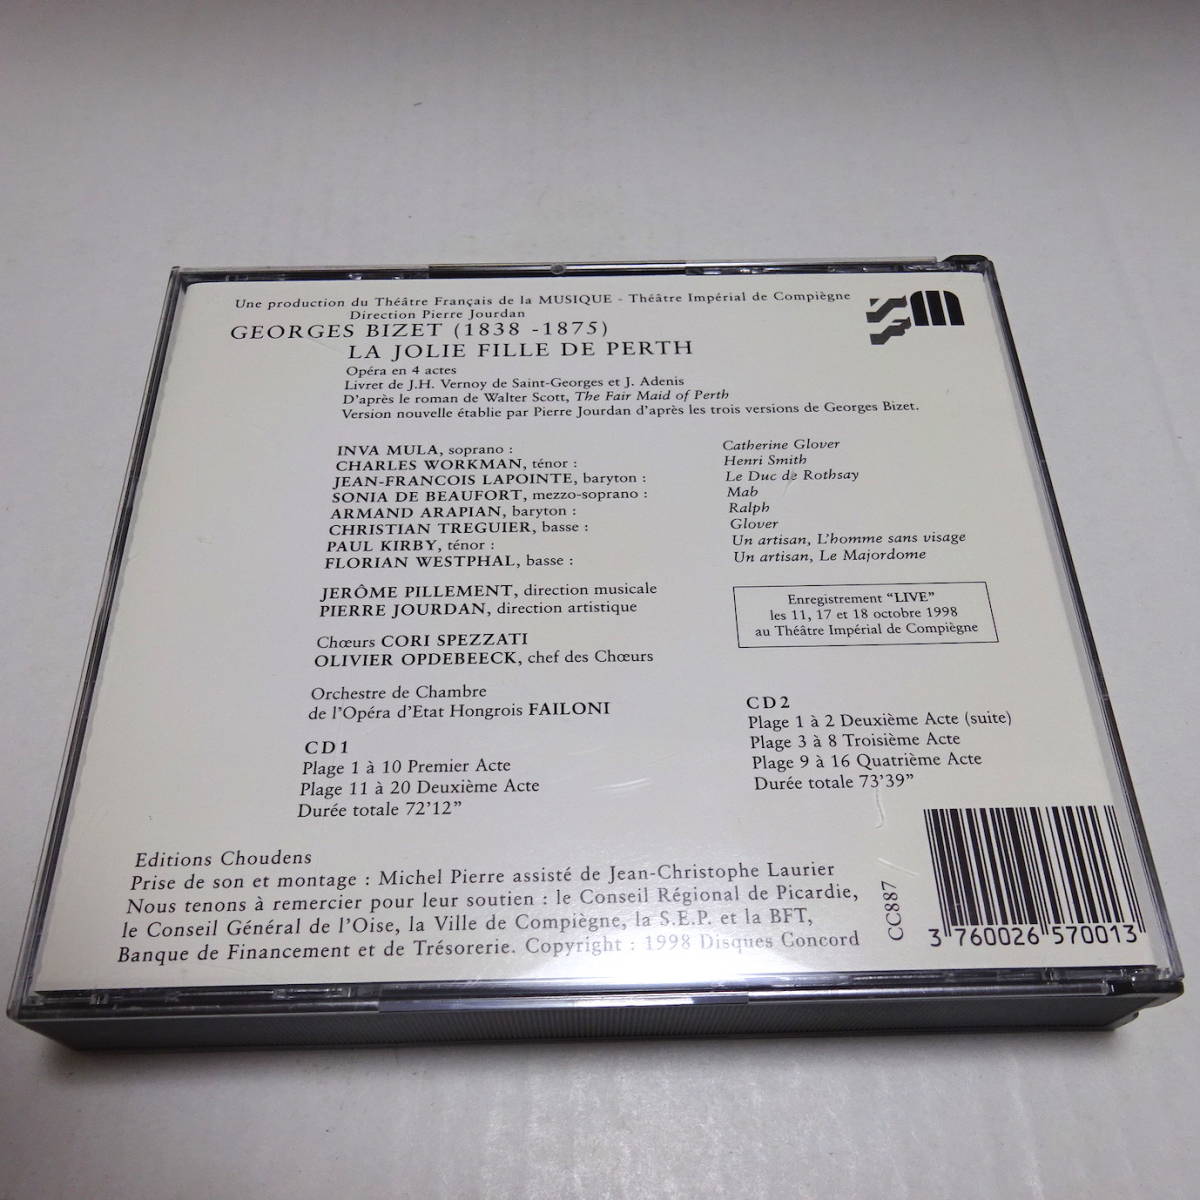 Une production du Théâtre Français de la MUSIQUE - Théâtre Impérial de Compiègne
Direction Pierre Jourdan
GEORGES BIZET (1838 -1875)
LA JOLIE FILLE DE PERTH
Opéra en 4 actes
Livret de J.H. Vernoy de Saint-Georges et J. Adenis
D'après le roman de Walter Scott, The Fair Maid of Perth
Version nouvelle établie par Pierre Jourdan d'après les trois versions de Georges Bizet.
INVA MULA, soprano : Catherine Glover
CHARLES WORKMAN, ténor : Henri Smith
JEAN-FRANCOIS LAPOINTE, baryton : Le Duc de Rothsay
SONIA DE BEAUFORT, mezzo-soprano : Mab
ARMAND ARAPIAN, baryton : Ralph
CHRISTIAN TREGUIER, basse : Glover
PAUL KIRBY, ténor : Un artisan, L'homme sans visage
FLORIAN WESTPHAL, basse : Un artisan, Le Majordome
JERÔME PILLEMENT, direction musicale
PIERRE JOURDAN, direction artistique
Enregistrement “LIVE”
les 11, 17 et 18 octobre 1998
au Théâtre Impérial de Compiègne
Chœurs CORI SPEZZATI
OLIVIER OPDEBEECK, chef des Chœurs
Orchestre de Chambre
de l'Opéra d'Etat Hongrois FAILONI
CD1
Plage 1 à 10 Premier Acte
Plage 11 à 20 Deuxième Acte
Durée totale 72'12”
CD2
Plage 1 à 2 Deuxième Acte (suite)
Plage 3 à 8 Troisième Acte
Plage 9 à 16 Quatrième Acte
Durée totale 73'39”
Editions Choudens
Prise de son et montage : Michel Pierre assisté de Jean-Christophe Laurier
Nous tenons à remercier pour leur soutien : le Conseil Régional de Picardie,
le Conseil Général de l'Oise, la Ville de Compiègne, la S.E.P. et la BFT,
Banque de Financement et de Trésorerie. Copyright : 1998 Disques Concord
CC887
3 760026 570013